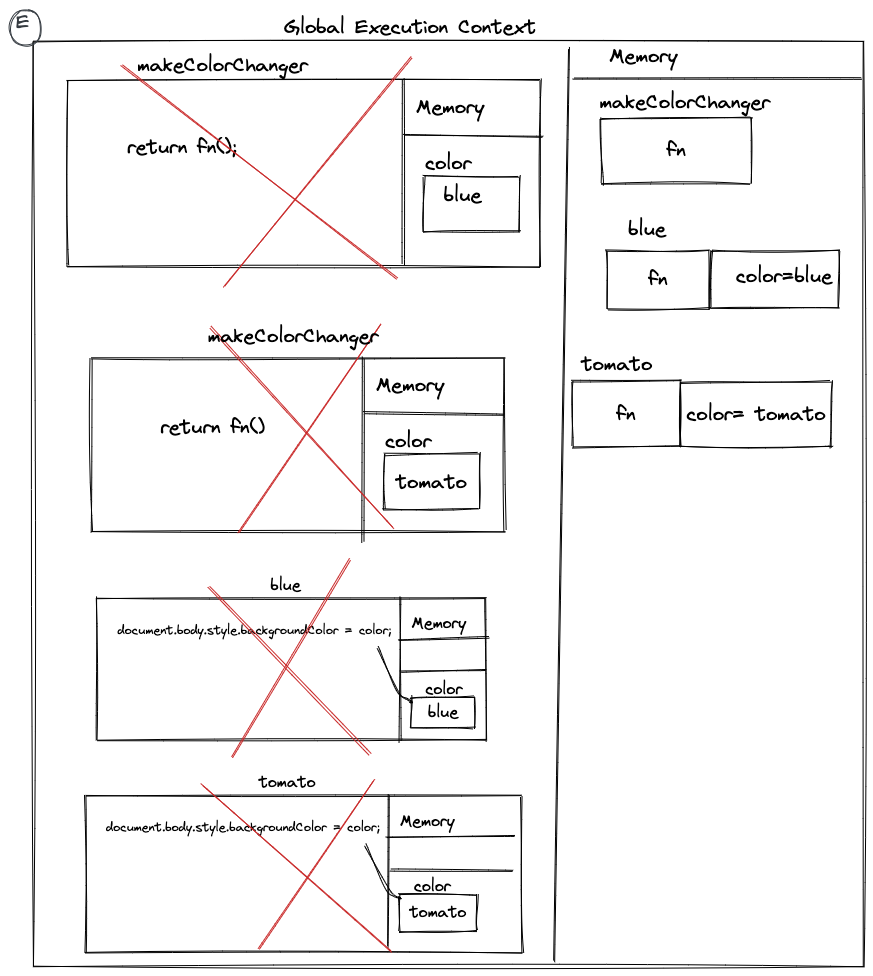 E
Global Execution Context
makeColorChanger
return fn();
Memory
color
blue
makeColorChanger
return fn()
Memory
color
tomato
blue
document.body.style.backgroundColor = color;
Memory
color
blue
tomato
document.body.style.backgroundColor = color;
Memory
color
tomato
Memory
makeColorChanger
fn
blue
fn
color=blue
tomato
fn
color= tomato